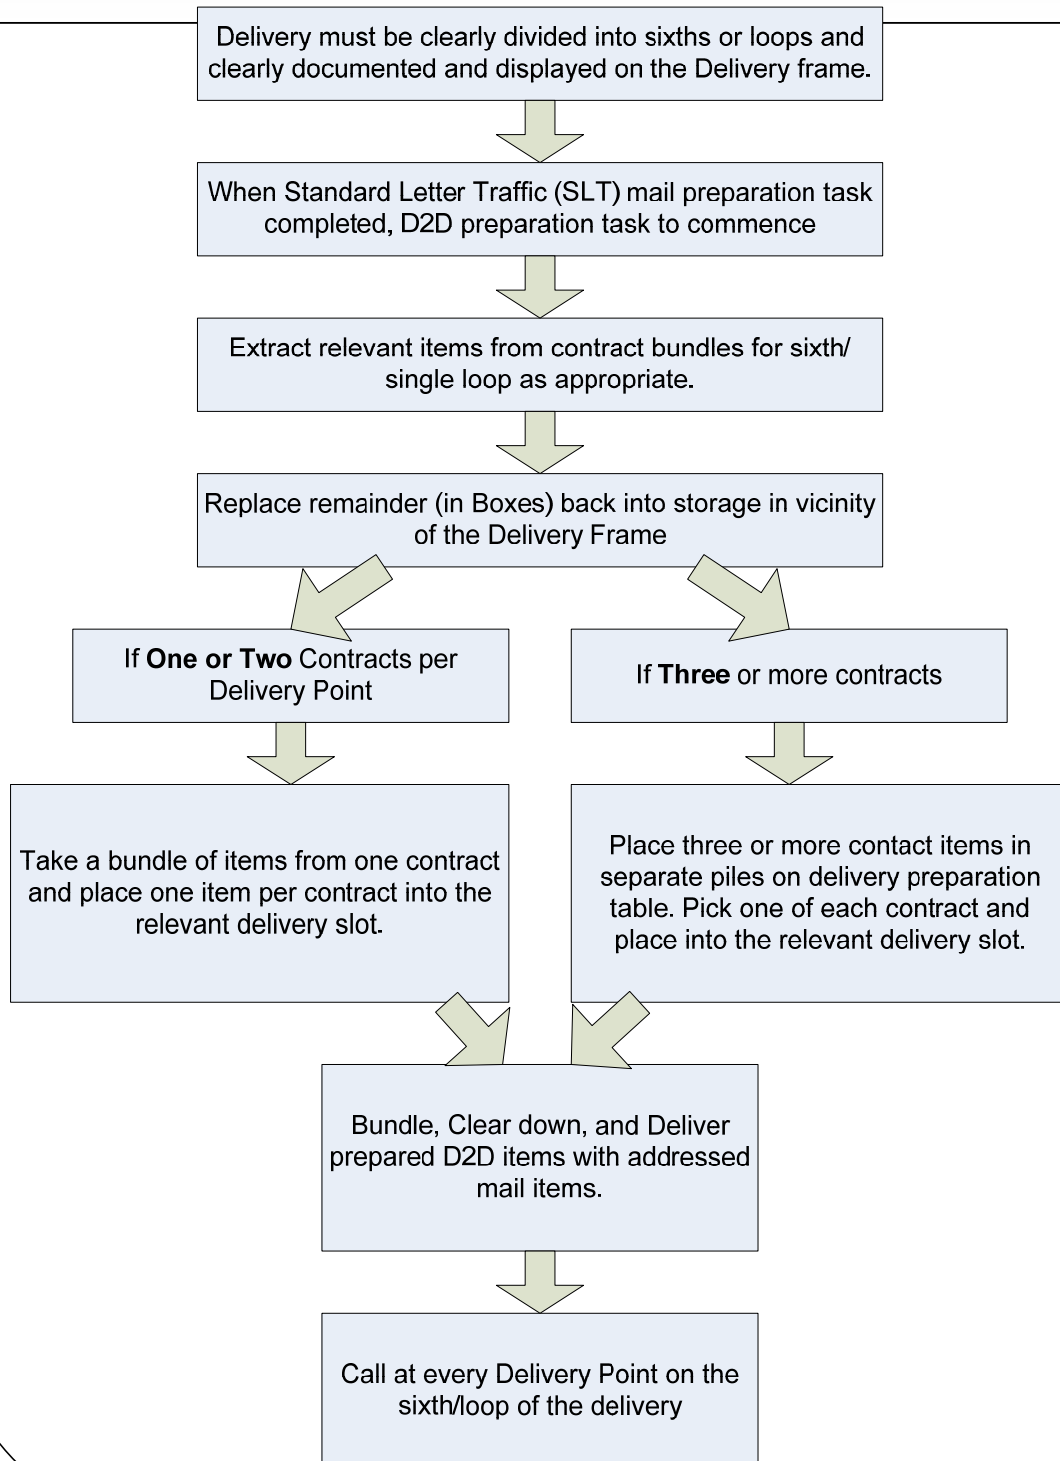 Delivery must be clearly divided into sixths or loops and
clearly documented and displayed on the Delivery frame.
When Standard Letter Traffic (SLT) mail preparation task
completed, D2D preparation task to commence
Extract relevant items from contract bundles for sixth/
single loop as appropriate.
Replace remainder (in Boxes) back into storage in vicinity
of the Delivery Frame
If One or Two Contracts per
Delivery Point
If Three or more contracts
Take a bundle of items from one contract
and place one item per contract into the
relevant delivery slot.
Place three or more contact items in
separate piles on delivery preparation
table. Pick one of each contract and
place into the relevant delivery slot.
Bundle, Clear down, and Deliver
prepared D2D items with addressed
mail items.
Call at every Delivery Point on the
sixth/loop of the delivery